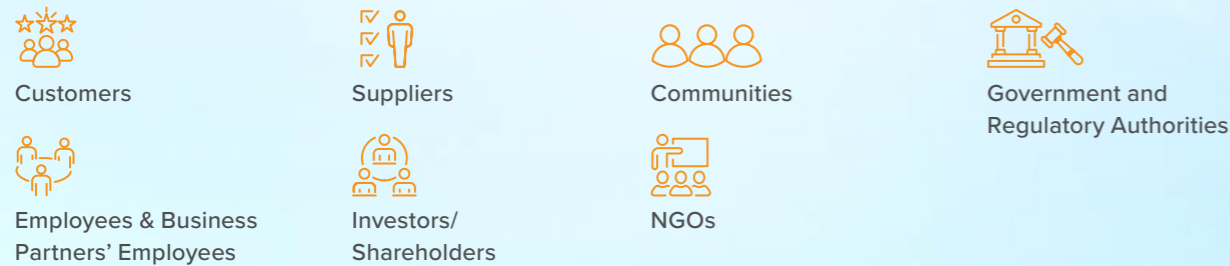 Customers
Suppliers
Communities
Government and
Regulatory Authorities
Employees & Business
Partners’ Employees
Investors/
Shareholders
NGOs